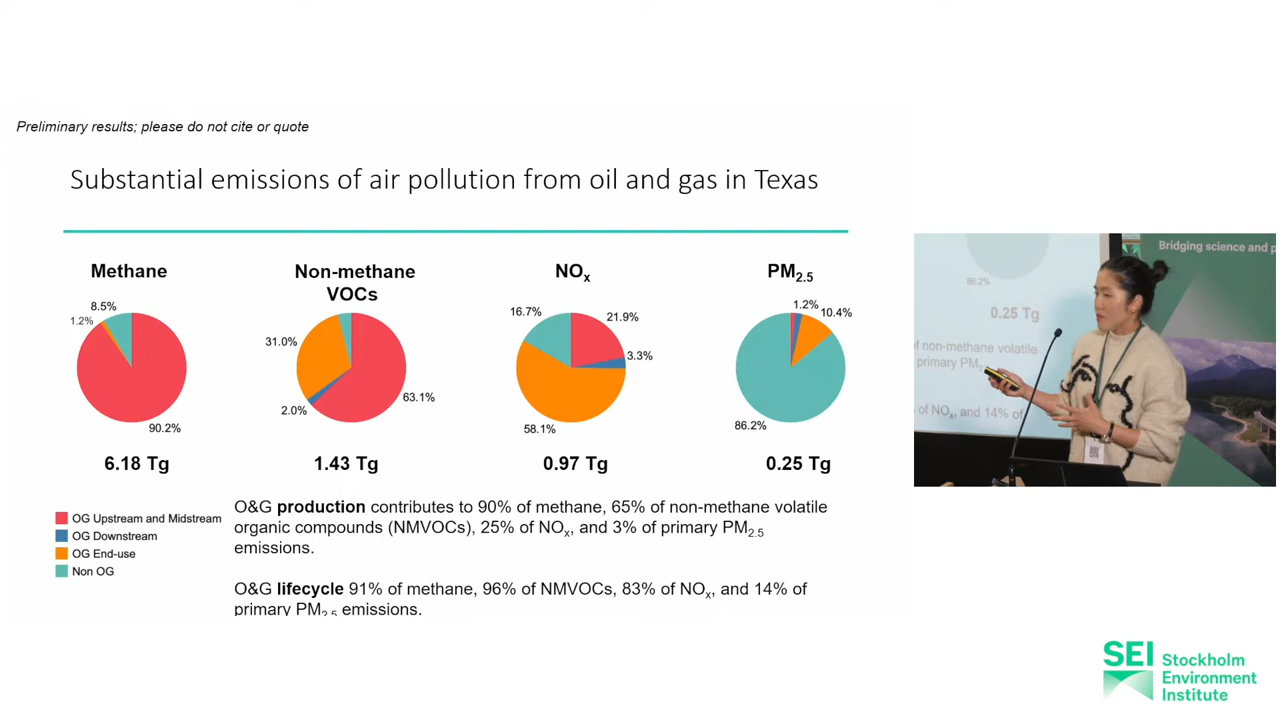 Preliminary results; please do not cite or quote
Substantial emissions of air pollution from oil and gas in Texas
Methane
8.5%
1.2%
90.2%
6.18 Tg
Non-methane
VOCs
31.0%
2.0%
63.1%
1.43 Tg
NOx
16.7%
21.9%
3.3%
58.1%
0.97 Tg
PM2.5
1.2%
10.4%
86.2%
0.25 Tg
OG Upstream and Midstream
OG Downstream
OG End-use
Non OG
O&G production contributes to 90% of methane, 65% of non-methane volatile
organic compounds (NMVOCs), 25% of NOx, and 3% of primary PM2.5
emissions.
O&G lifecycle 91% of methane, 96% of NMVOCs, 83% of NOx, and 14% of
primary PM2.5 emissions.
Bridging science and p
86.2%
0.25 Tg
of non-methane volatile
primary PM
of NOx, and 14% of
SEI Stockholm
Environment
Institute